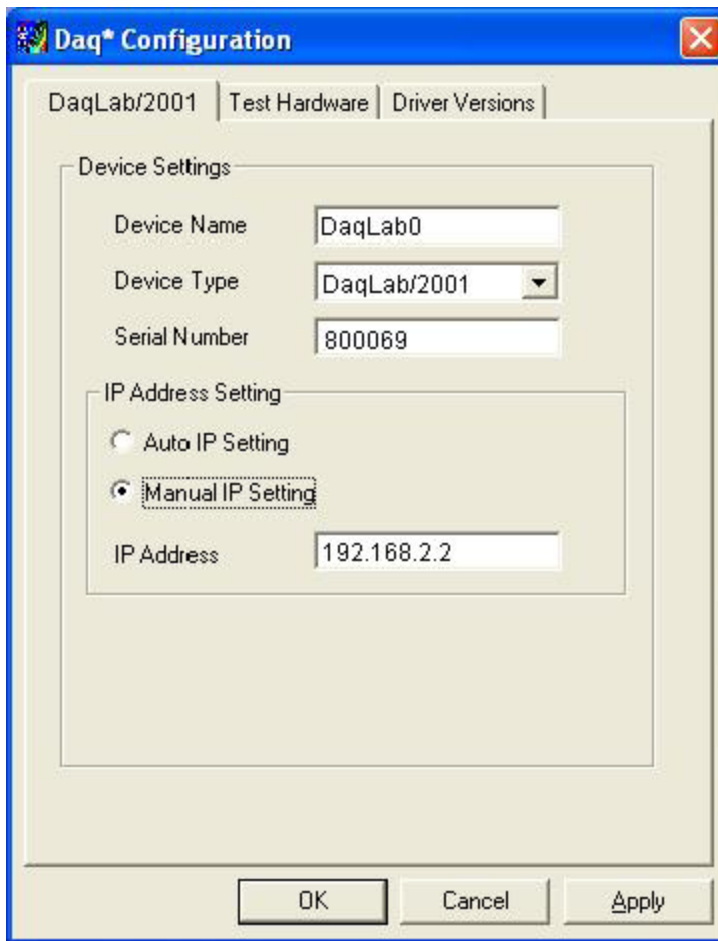 Daq* Configuration
DaqLab/2001 Test Hardware Driver Versions
Device Settings
Device Name DaqLab0
Device Type DaqLab/2001
Serial Number 800069
IP Address Setting
Auto IP Setting
Manual IP Setting
IP Address 192.168.2.2
OK Cancel Apply